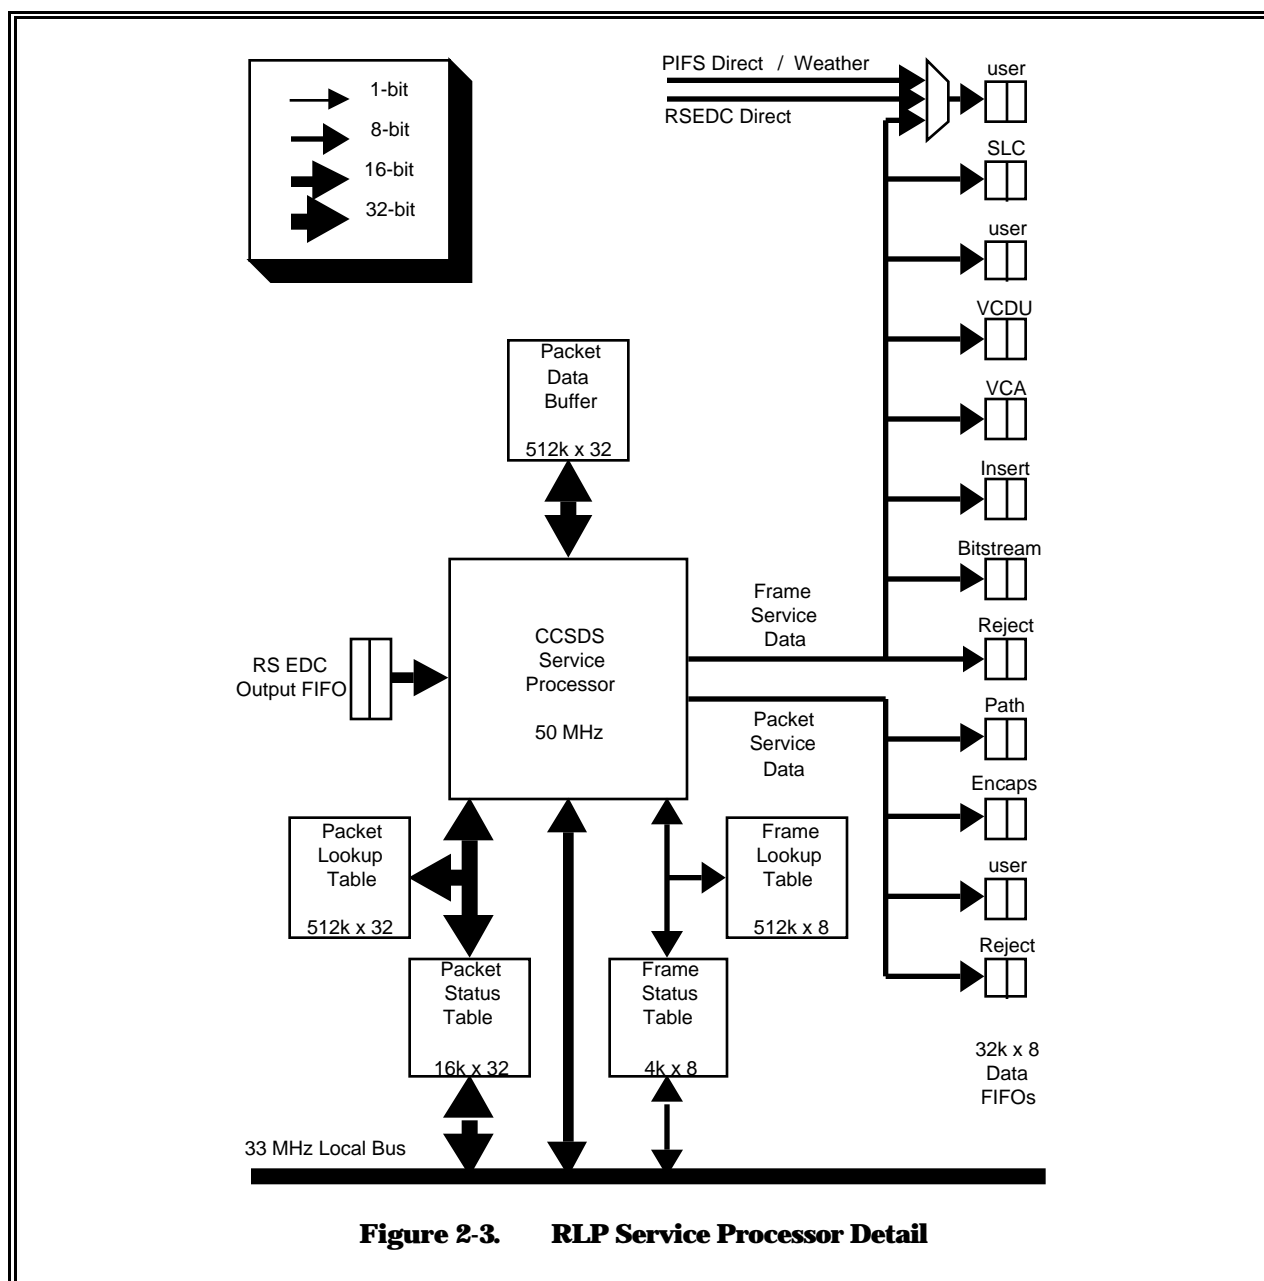 1-bit
8-bit
16-bit
32-bit
PIFS Direct / Weather
RSEDC Direct
user
SLC
user
VCDU
VCA
Insert
Bitstream
Reject
Path
Encaps
user
Reject
32k x 8
Data
FIFOs
Packet
Data
Buffer
512k x 32
Frame
Service
Data
CCSDS
Service
Processor
50 MHz
RS EDC
Output FIFO
Packet
Service
Data
Packet
Lookup
Table
512k x 32
Frame
Lookup
Table
512k x 8
Packet
Status
Table
16k x 32
Frame
Status
Table
4k x 8
33 MHz Local Bus
Figure 2-3. RLP Service Processor Detail